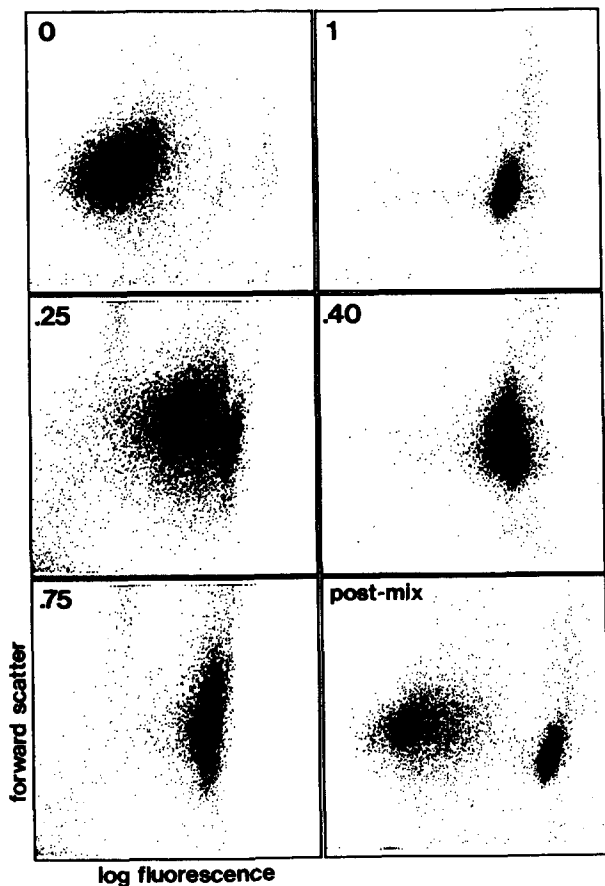 0
1
.25
.40
.75
post-mix
forward scatter
log fluorescence